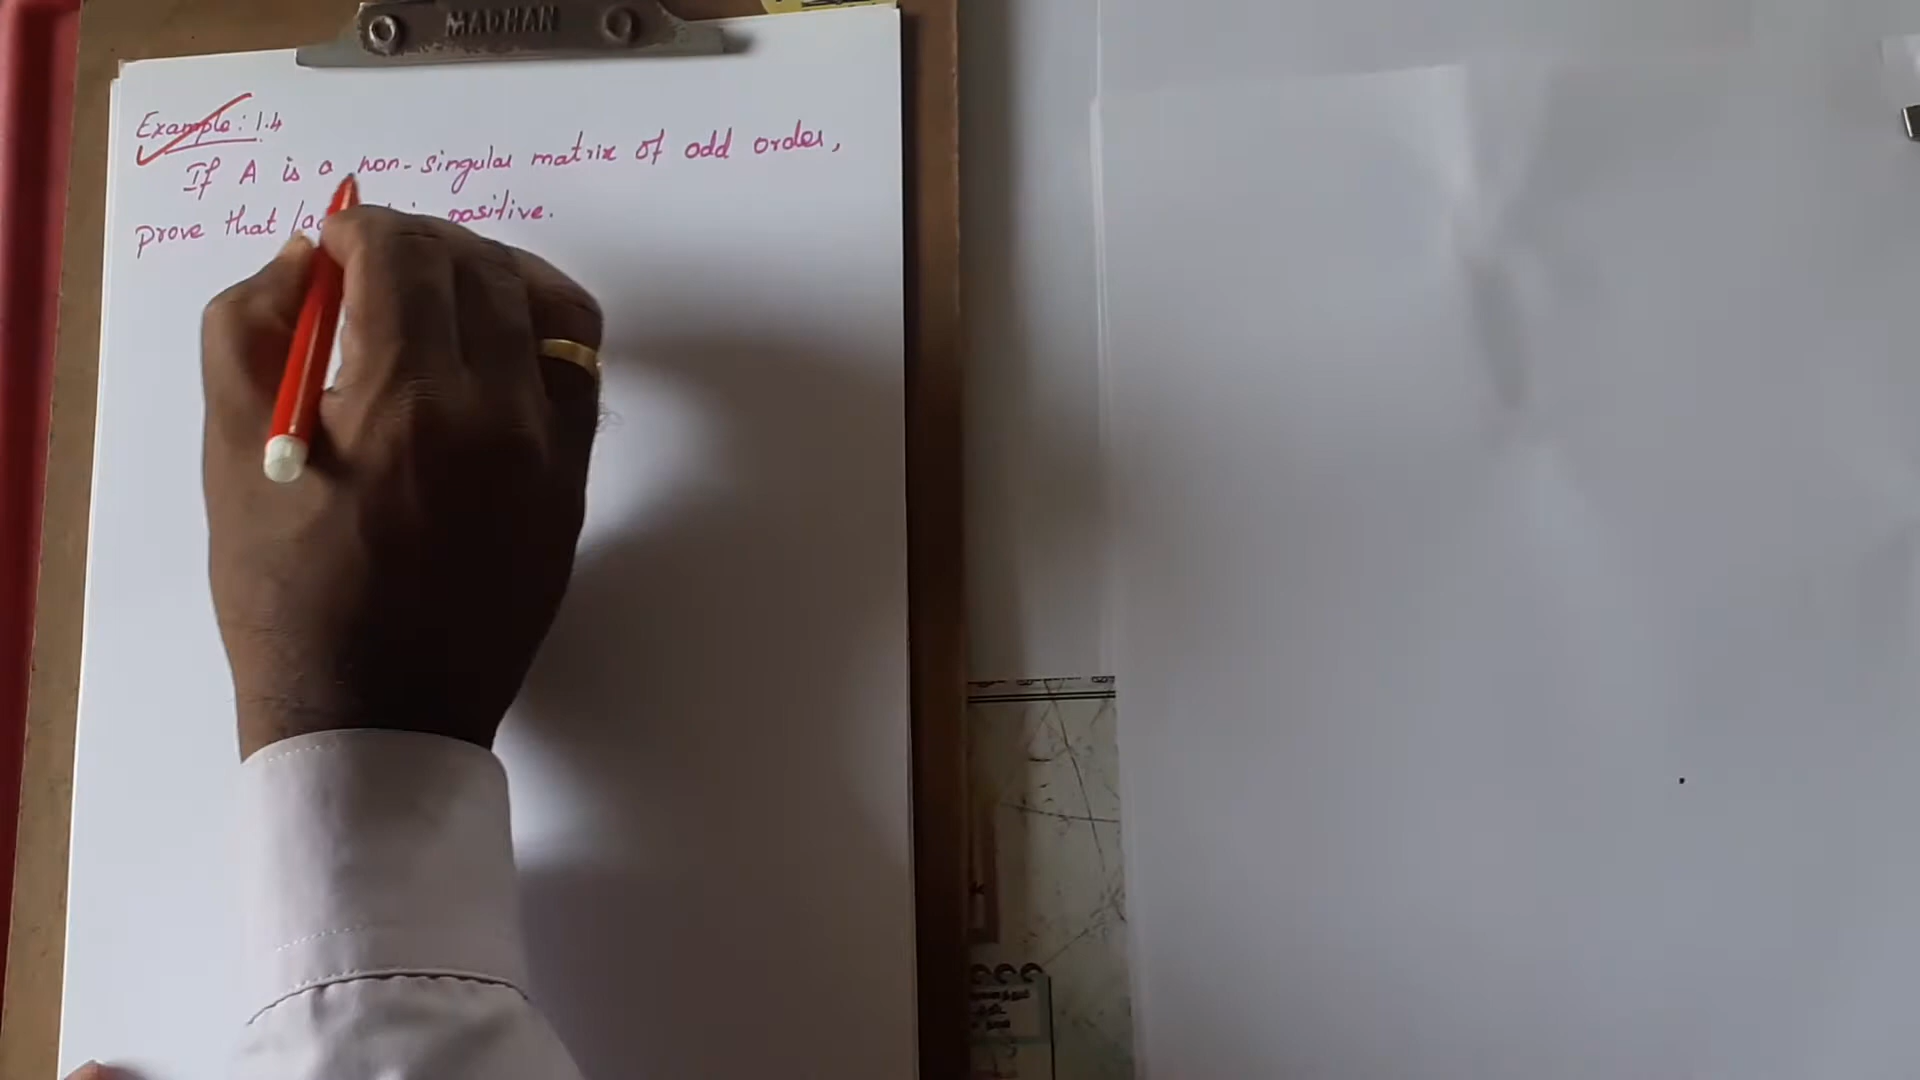 MADHAN
Example: 1.4
If A is a non-singular matrix of odd order,
prove that positive.